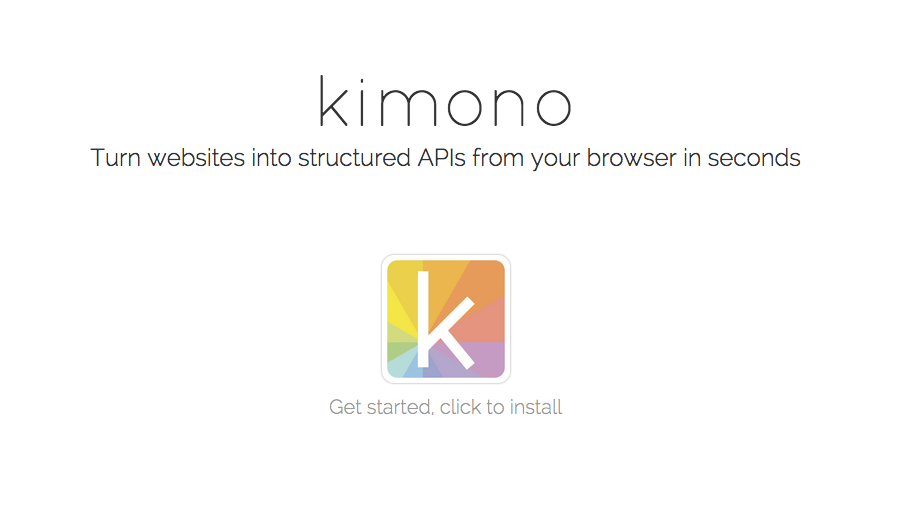 kimono
Turn websites into structured APIs from your browser in seconds
k
Get started, click to install